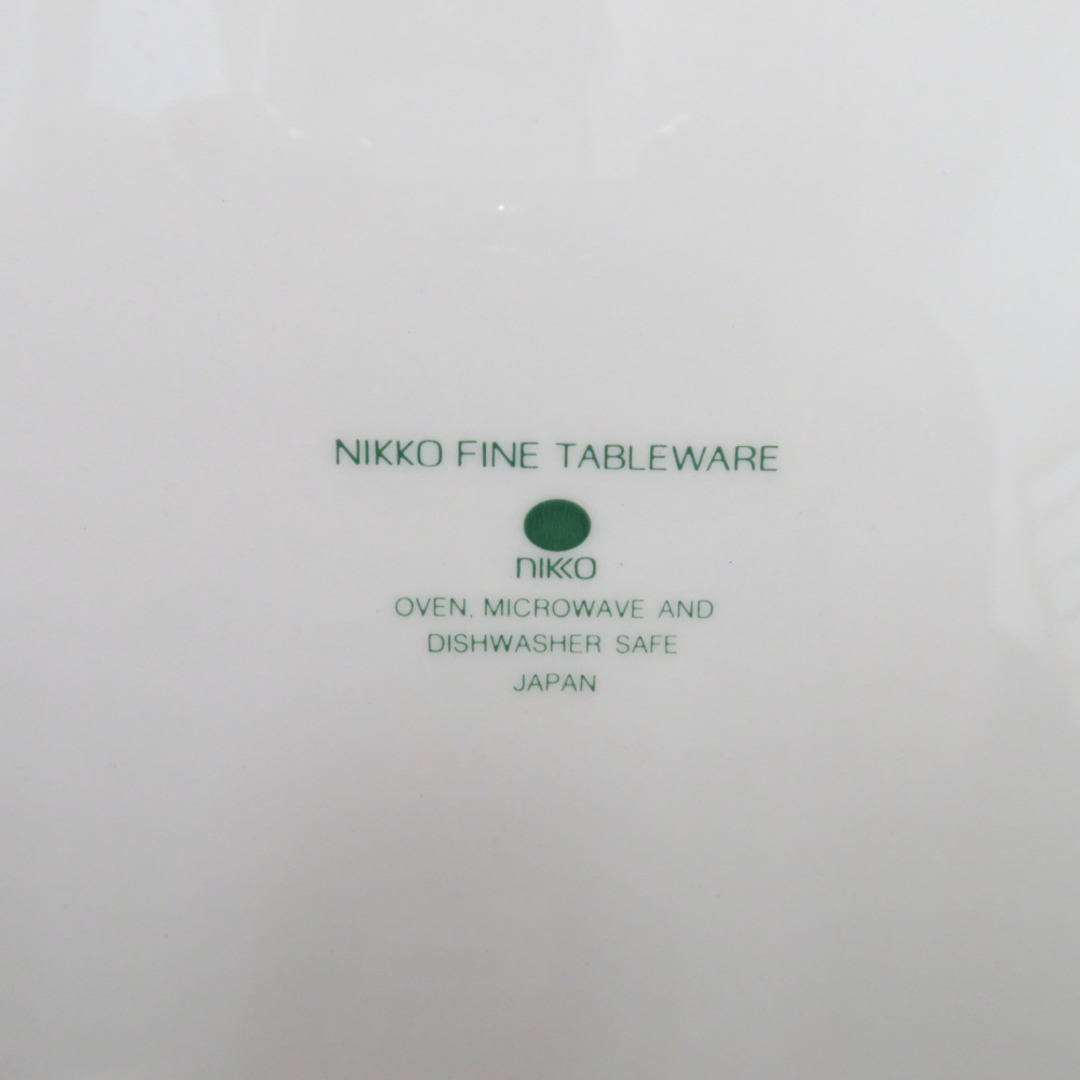 NIKKO FINE TABLEWARE
nikko
OVEN, MICROWAVE AND
DISHWASHER SAFE
JAPAN